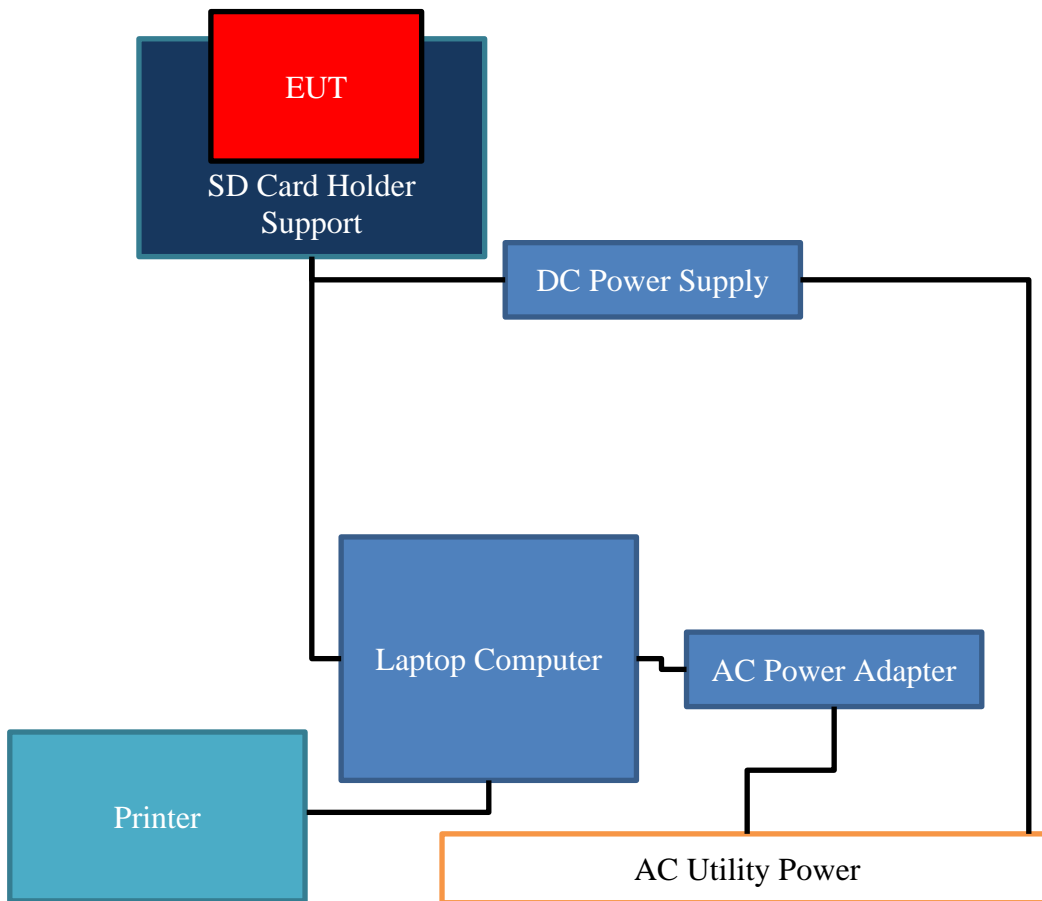 EUT
SD Card Holder
Support
DC Power Supply
Laptop Computer
AC Power Adapter
Printer
AC Utility Power